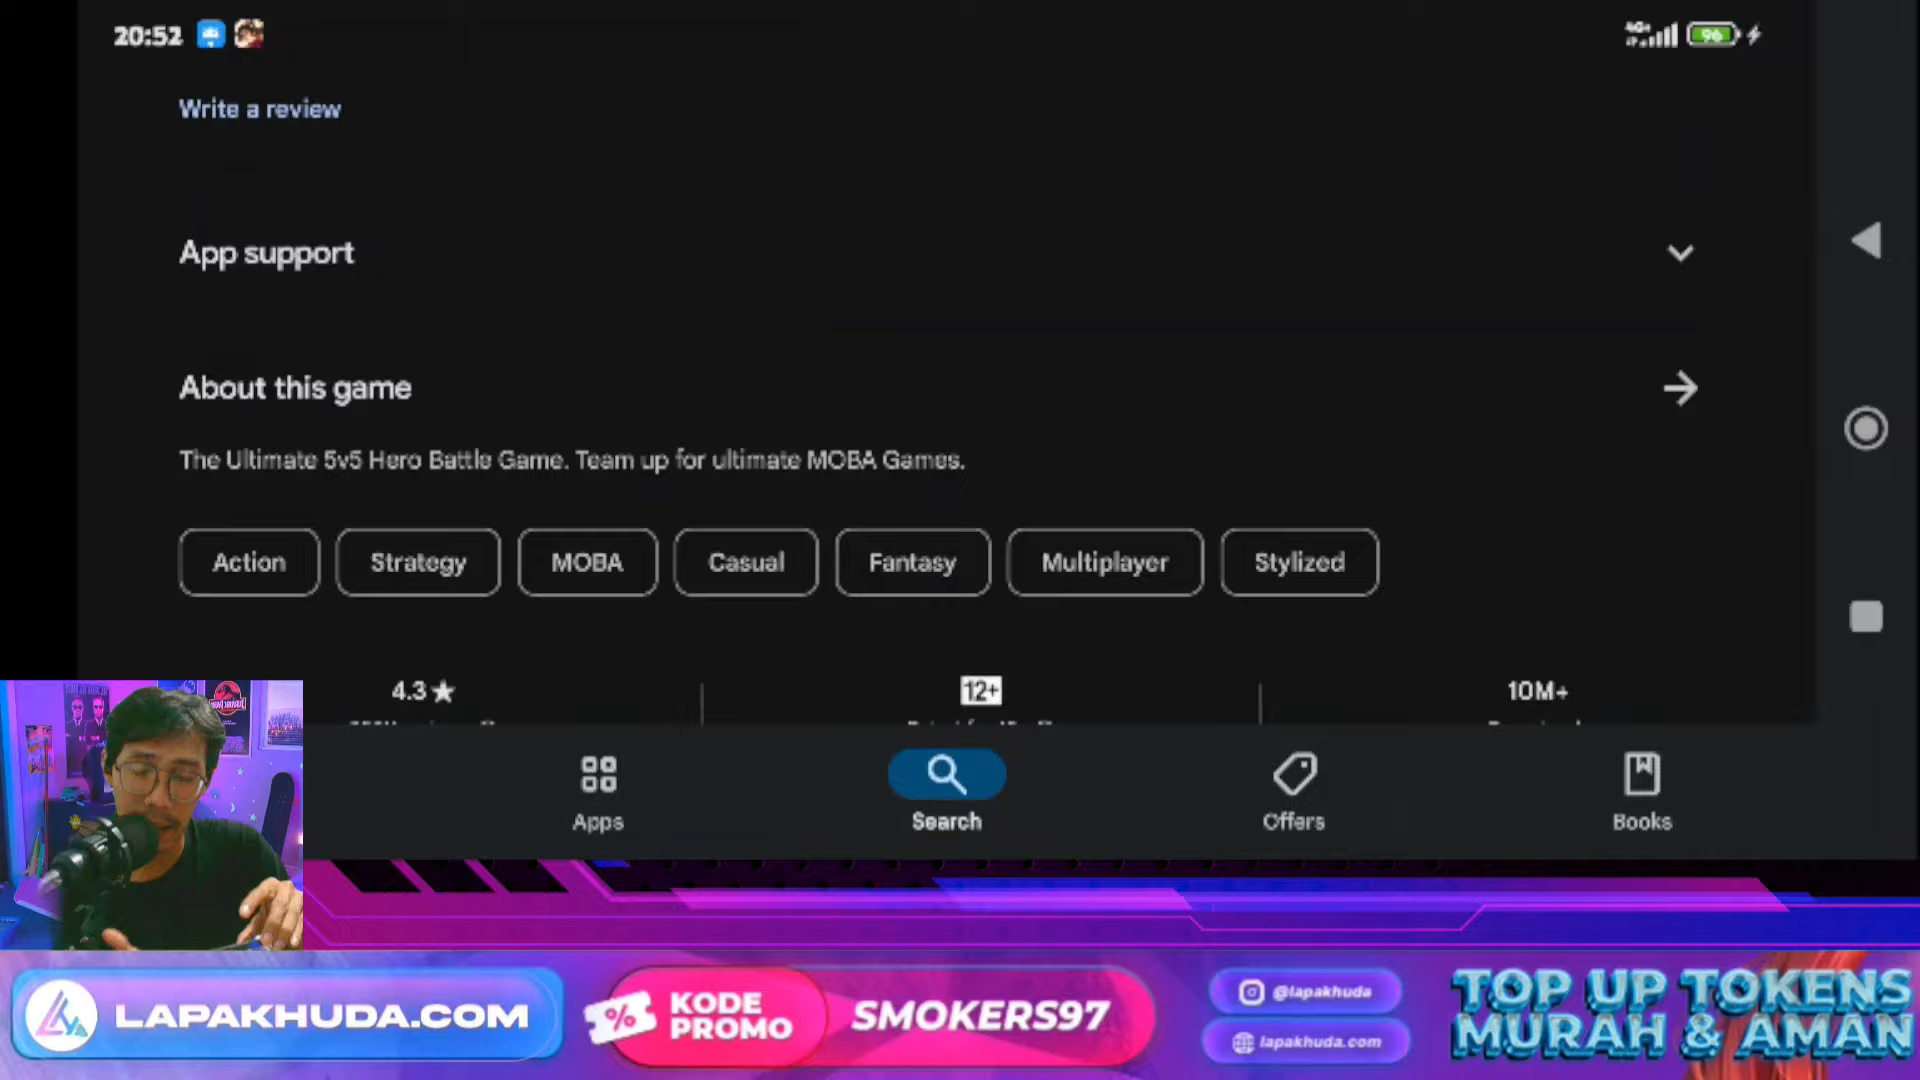 20:52
4G+
96
Write a review
App support
About this game
The Ultimate 5v5 Hero Battle Game. Team up for ultimate MOBA Games.
Action
Strategy
MOBA
Casual
Fantasy
Multiplayer
Stylized
4.3★
12+
10M+
Apps
Search
Offers
Books
LAPAKHUDA.COM
KODE
PROMO
SMOKERS97
@lapakhuda
lapakhuda.com
TOP UP TOKENS
MURAH & AMAN